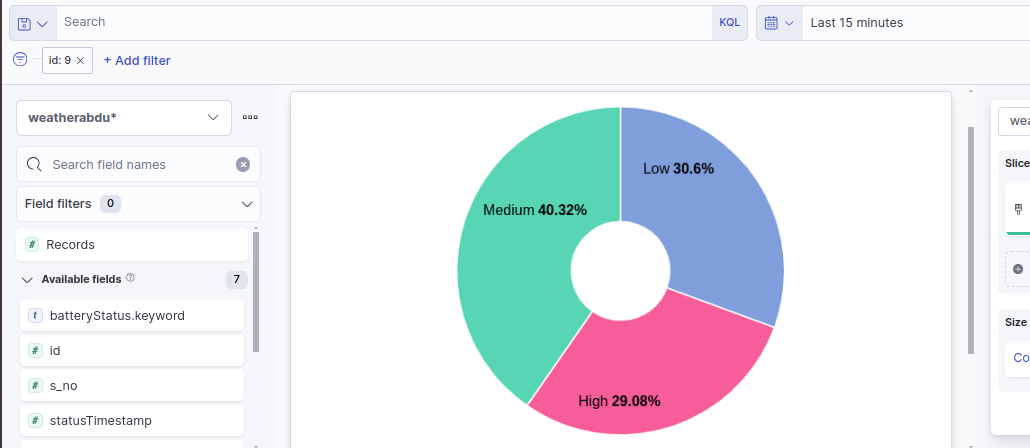 Search
KQL
Last 15 minutes
id: 9 ×
+ Add filter
weatherabdu*
Search field names
Field filters 0
# Records
Available fields 7
t batteryStatus.keyword
# id
# s_no
# statusTimestamp
Low 30.6%
Medium 40.32%
High 29.08%
wea
Slice
Size
Co